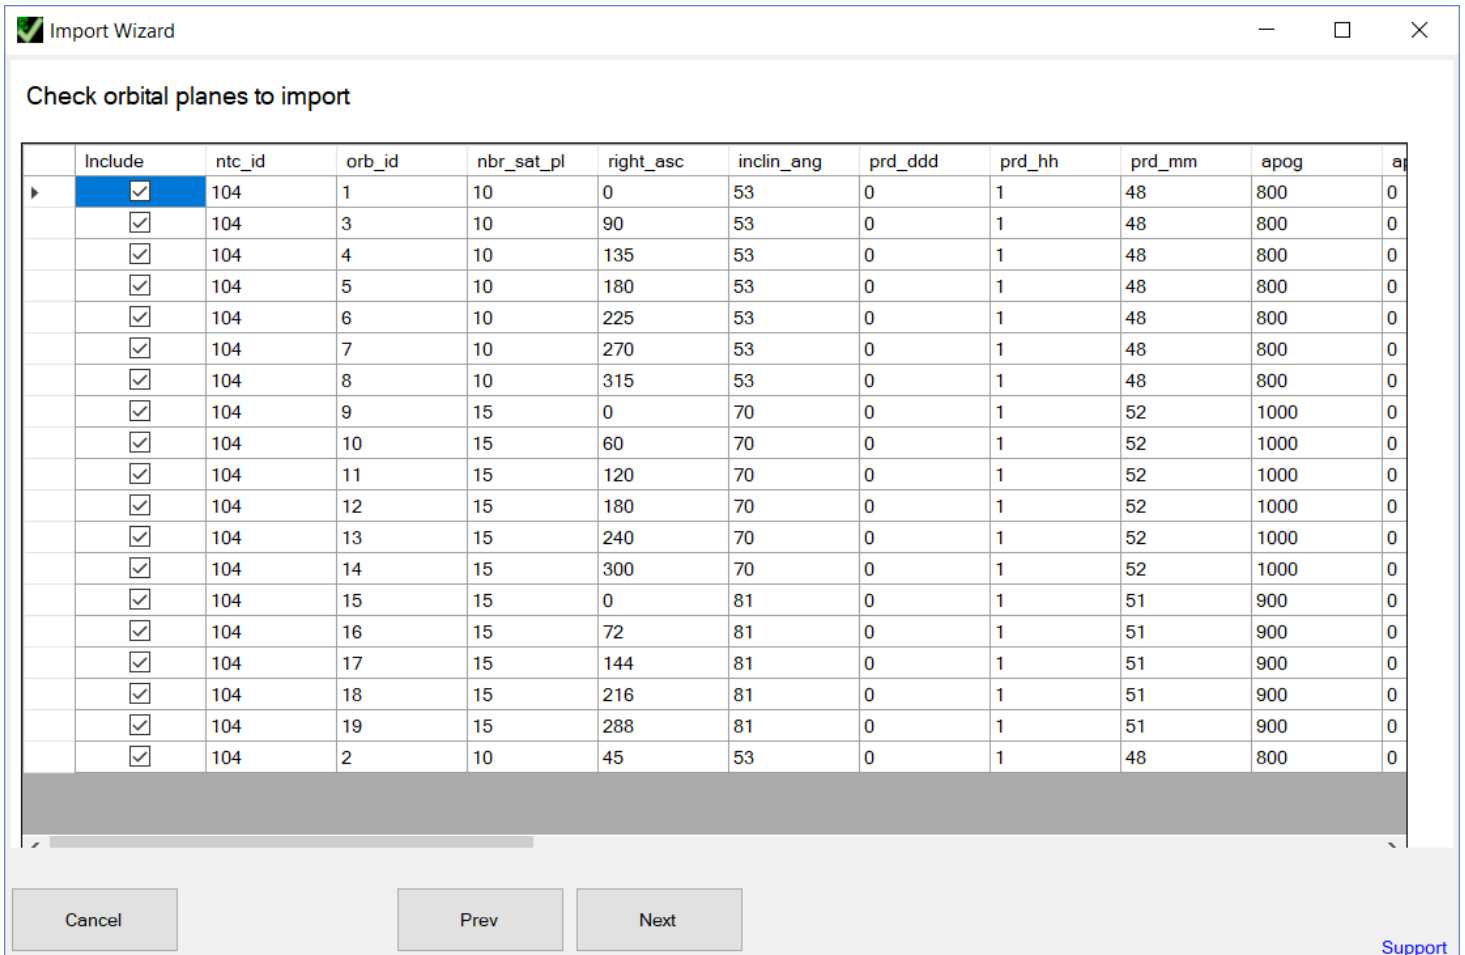 Import Wizard
Check orbital planes to import
Include ntc_id orb_id nbr_sat_pl right_asc inclin_ang prd_ddd prd_hh prd_mm apog
104 1 10 0 53 0 1 48 800 0
104 3 10 90 53 0 1 48 800 0
104 4 10 135 53 0 1 48 800 0
104 5 10 180 53 0 1 48 800 0
104 6 10 225 53 0 1 48 800 0
104 7 10 270 53 0 1 48 800 0
104 8 10 315 53 0 1 48 800 0
104 9 15 0 70 0 1 52 1000 0
104 10 15 60 70 0 1 52 1000 0
104 11 15 120 70 0 1 52 1000 0
104 12 15 180 70 0 1 52 1000 0
104 13 15 240 70 0 1 52 1000 0
104 14 15 300 70 0 1 52 1000 0
104 15 15 0 81 0 1 51 900 0
104 16 15 72 81 0 1 51 900 0
104 17 15 144 81 0 1 51 900 0
104 18 15 216 81 0 1 51 900 0
104 19 15 288 81 0 1 51 900 0
104 2 10 45 53 0 1 48 800 0
Cancel Prev Next
Support